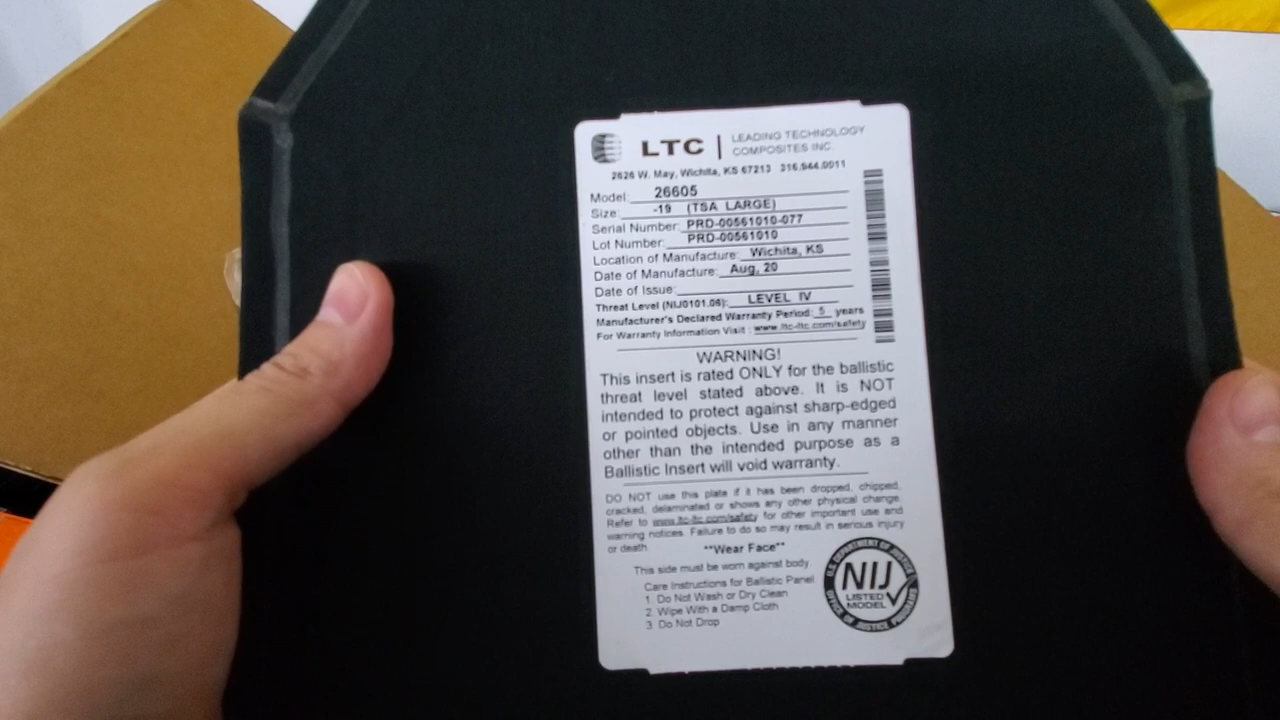 LTC | LEADING TECHNOLOGY
COMPOSITES INC
2626 W. May, Wichita, KS 67213 316.944.0011
Model: 26605
Size: -19 (TSA LARGE)
Serial Number: PRD-00561010-077
Lot Number: PRD-00561010
Location of Manufacture: Wichita, KS
Date of Manufacture: Aug, 20
Date of Issue:
Threat Level (NIJ0101.06): LEVEL IV
Manufacturer's Declared Warranty Period: 5 years
For Warranty Information Visit : www.ltc-ltc.com/safety
WARNING!
This insert is rated ONLY for the ballistic
threat level stated above. It is NOT
intended to protect against sharp-edged
or pointed objects. Use in any manner
other than the intended purpose as a
Ballistic Insert will void warranty.
DO NOT use this plate if it has been dropped, chipped,
cracked, delaminated or shows any other physical change.
Refer to www.ltc-ltc.com/safety for other important use and
warning notices. Failure to do so may result in serious injury
or death.
**Wear Face**
This side must be worn against body
Care Instructions for Ballistic Panel
1. Do Not Wash or Dry Clean
2. Wipe With a Damp Cloth
3 Do Not Drop
U.S. DEPARTMENT OF JUSTICE
NIJ
LISTED
MODEL
OFFICE OF JUSTICE PROGRAMS